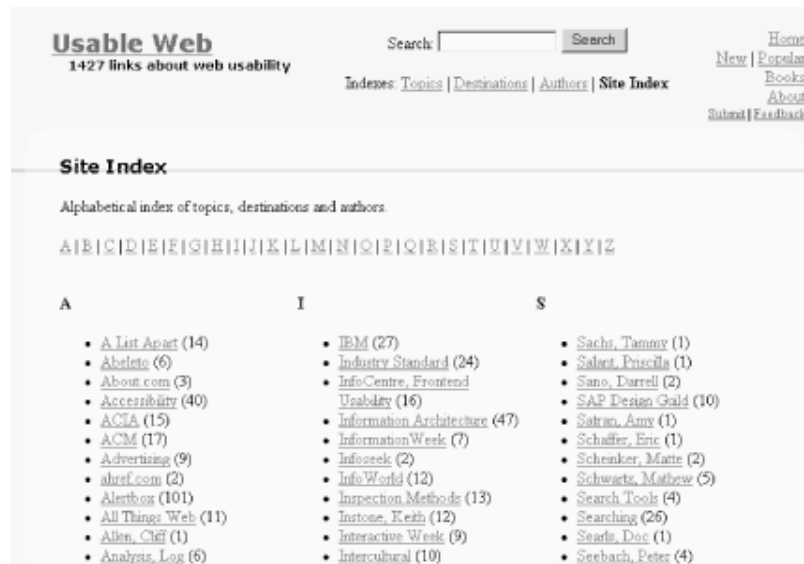 Usable Web
1427 links about web usability
Search: Search
Indexes: Topics | Destinations | Authors | Site Index
Home
New | Popular
Books
About
Submit | Feedback
Site Index
Alphabetical index of topics, destinations and authors.
A | B | C | D | E | F | G | H | I | J | K | L | M | N | O | P | Q | R | S | T | U | V | W | X | Y | Z
A
• A List Apart (14)
• Abeleto (6)
• About.com (3)
• Accessibility (40)
• ACIA (15)
• ACM (17)
• Advertising (9)
• ahref.com (2)
• Alertbox (101)
• All Things Web (11)
• Allen, Cliff (1)
• Analysis, Log (6)
I
• IBM (27)
• Industry Standard (24)
• InfoCentre, Frontend
Usability (16)
• Information Architecture (47)
• InformationWeek (7)
• Infoseek (2)
• InfoWorld (12)
• Inspection Methods (13)
• Instone, Keith (12)
• Interactive Week (9)
• Intercultural (10)
S
• Sachs, Tammy (1)
• Salant, Priscilla (1)
• Sano, Darrell (2)
• SAP Design Guild (10)
• Satran, Amy (1)
• Schaffer, Eric (1)
• Scheinker, Matte (2)
• Schwartz, Mathew (5)
• Search Tools (4)
• Searching (26)
• Searls, Doc (1)
• Seebach, Peter (4)